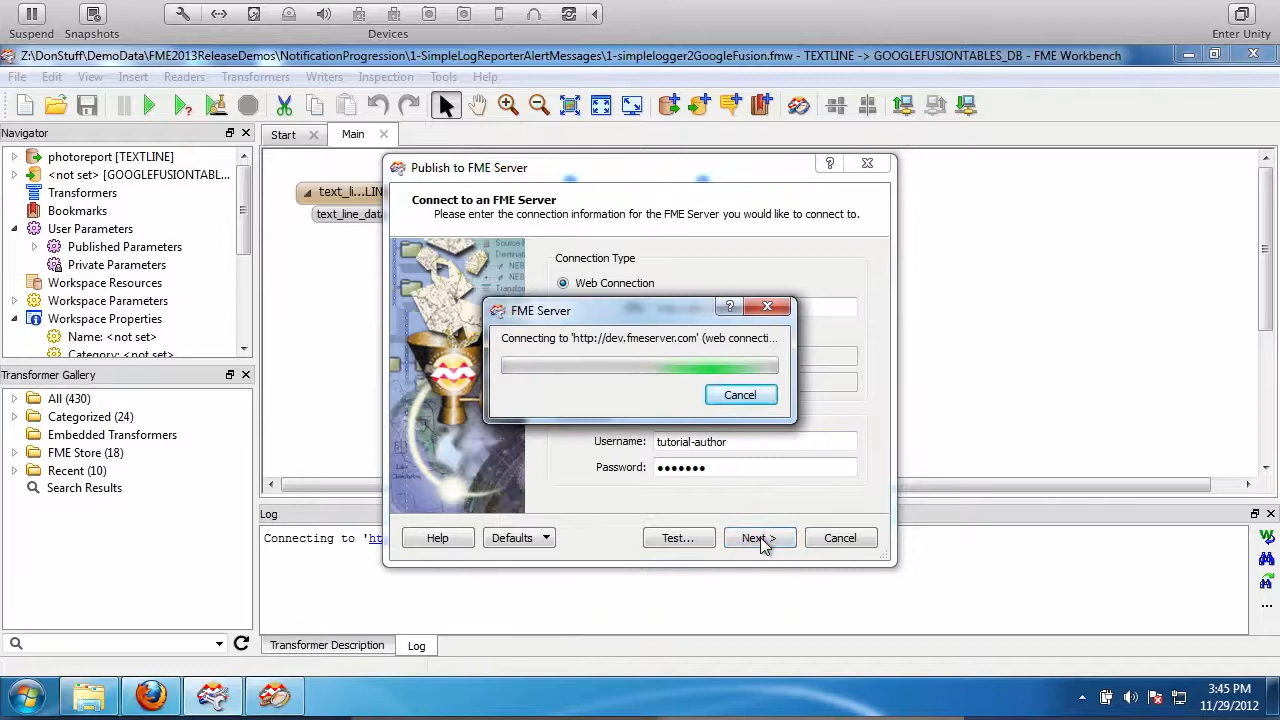 Suspend
Snapshots
Devices
Enter Unity
Z:\DonStuff\DemoData\FME2013ReleaseDemos\NotificationProgression\1-SimpleLogReporterAlertMessages\1-simplelogger2GoogleFusion.fmw - TEXTLINE -> GOOGLEFUSIONTABLES_DB - FME Workbench
File Edit View Insert Readers Transformers Writers Inspection Tools Help
Navigator
Start
Main
photoreport [TEXTLINE]
<not set> [GOOGLEFUSIONTABL...
Transformers
Bookmarks
User Parameters
Published Parameters
Private Parameters
Workspace Resources
Workspace Parameters
Workspace Properties
Name: <not set>
Category: <not set>
Transformer Gallery
All (430)
Categorized (24)
Embedded Transformers
FME Store (18)
Recent (10)
Search Results
text_li...LIN
text_line_data
Publish to FME Server
Connect to an FME Server
Please enter the connection information for the FME Server you would like to connect to.
Connection Type
Web Connection
FME Server
Connecting to 'http://dev.fmeserver.com' (web connecti...
Cancel
Username: tutorial-author
Password: •••••••
Help
Defaults
Test...
Next >
Cancel
Log
Connecting to 'ht
Transformer Description
Log
3:45 PM
11/29/2012